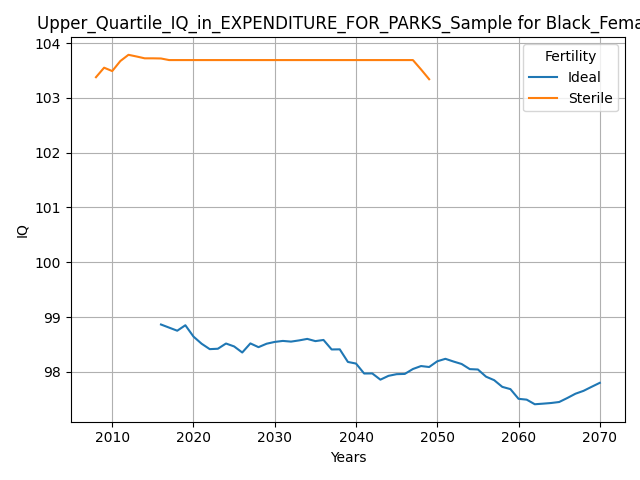 Upper_Quartile_IQ_in_EXPENDITURE_FOR_PARKS_Sample for Black_Fema
104
103
102
101
100
99
98
IQ
Fertility
Ideal
Sterile
2010 2020 2030 2040 2050 2060 2070
Years